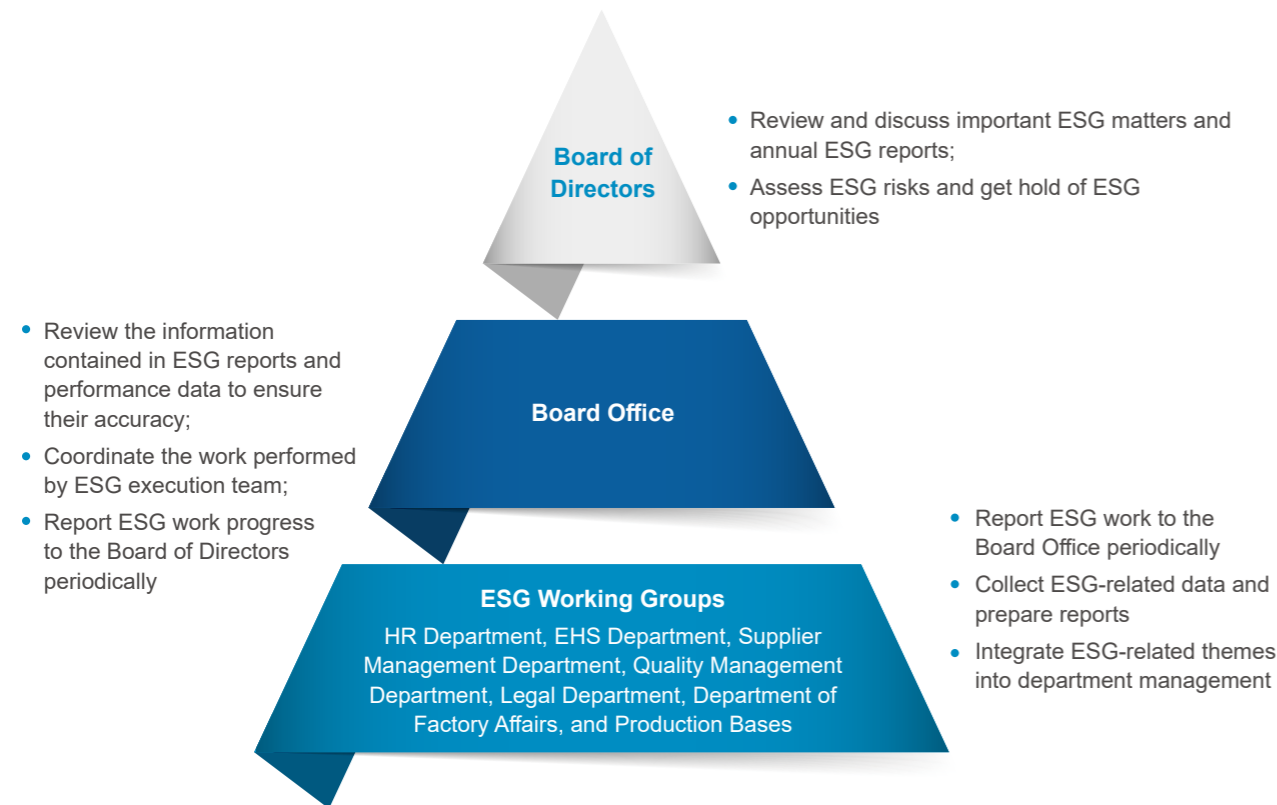 Board of
Directors
• Review and discuss important ESG matters and
annual ESG reports;
• Assess ESG risks and get hold of ESG
opportunities
• Review the information
contained in ESG reports and
performance data to ensure
their accuracy;
• Coordinate the work performed
by ESG execution team;
• Report ESG work progress
to the Board of Directors
periodically
Board Office
ESG Working Groups
HR Department, EHS Department, Supplier
Management Department, Quality Management
Department, Legal Department, Department of
Factory Affairs, and Production Bases
• Report ESG work to the
Board Office periodically
• Collect ESG-related data and
prepare reports
• Integrate ESG-related themes
into department management